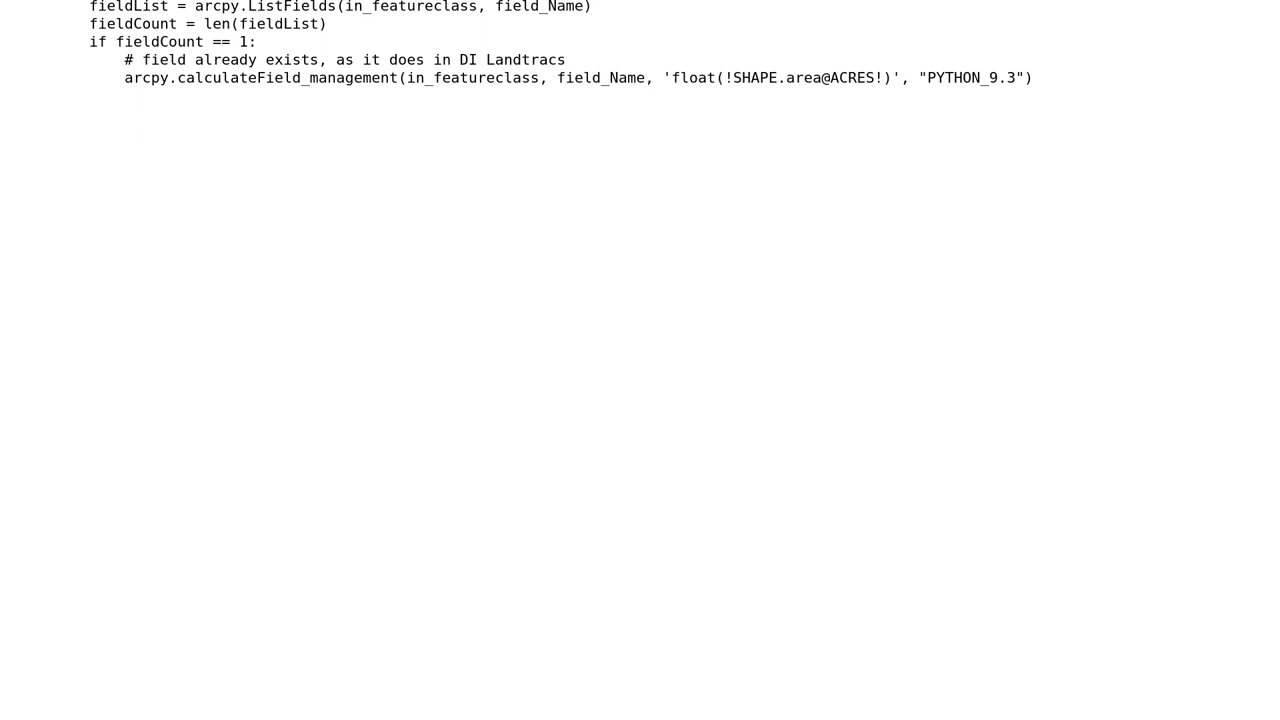 fieldList = arcpy.ListFields(in_featureclass, field_Name)
fieldCount = len(fieldList)
if fieldCount == 1:
    # field already exists, as it does in DI Landtracs
    arcpy.calculateField_management(in_featureclass, field_Name, 'float(!SHAPE.area@ACRES!)', "PYTHON_9.3")